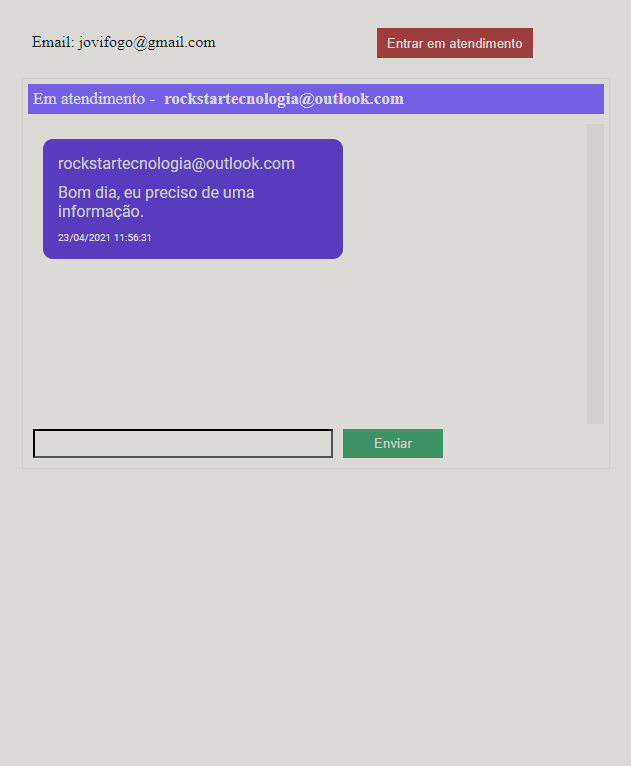 Email: jovifogo@gmail.com
Entrar em atendimento
Em atendimento - rockstartecnologia@outlook.com
rockstartecnologia@outlook.com
Bom dia, eu preciso de uma
informação.
23/04/2021 11:56:31
Enviar